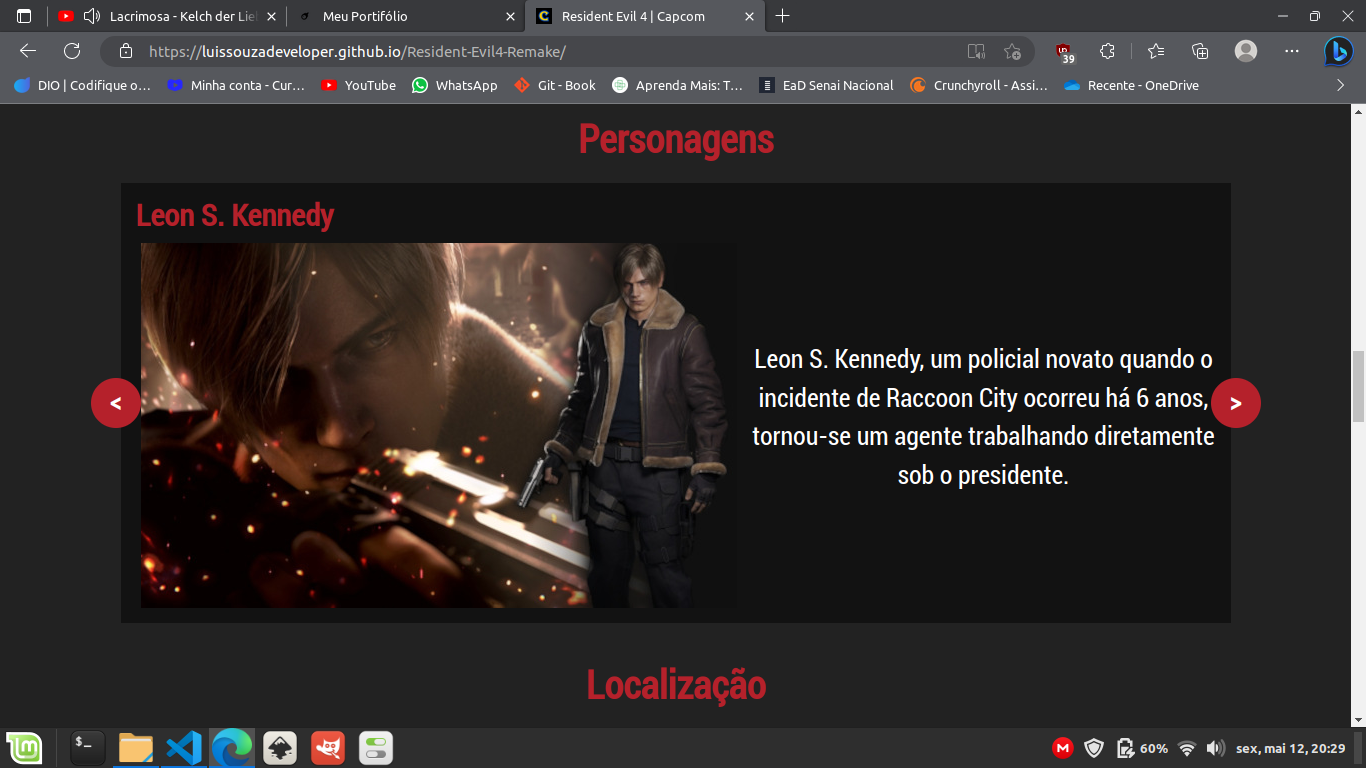 Lacrimosa - Kelch der Lie
Meu Portifólio
Resident Evil 4 | Capcom
https://luissouzadeveloper.github.io/Resident-Evil4-Remake/
39
DIO | Codifique o...
Minha conta - Cur...
YouTube
WhatsApp
Git - Book
Aprenda Mais: T...
EaD Senai Nacional
Crunchyroll - Assi...
Recente - OneDrive
Personagens
Leon S. Kennedy
Leon S. Kennedy, um policial novato quando o
incidente de Raccoon City ocorreu há 6 anos,
tornou-se um agente trabalhando diretamente
sob o presidente.
<
>
Localização
60%
sex, mai 12, 20:29